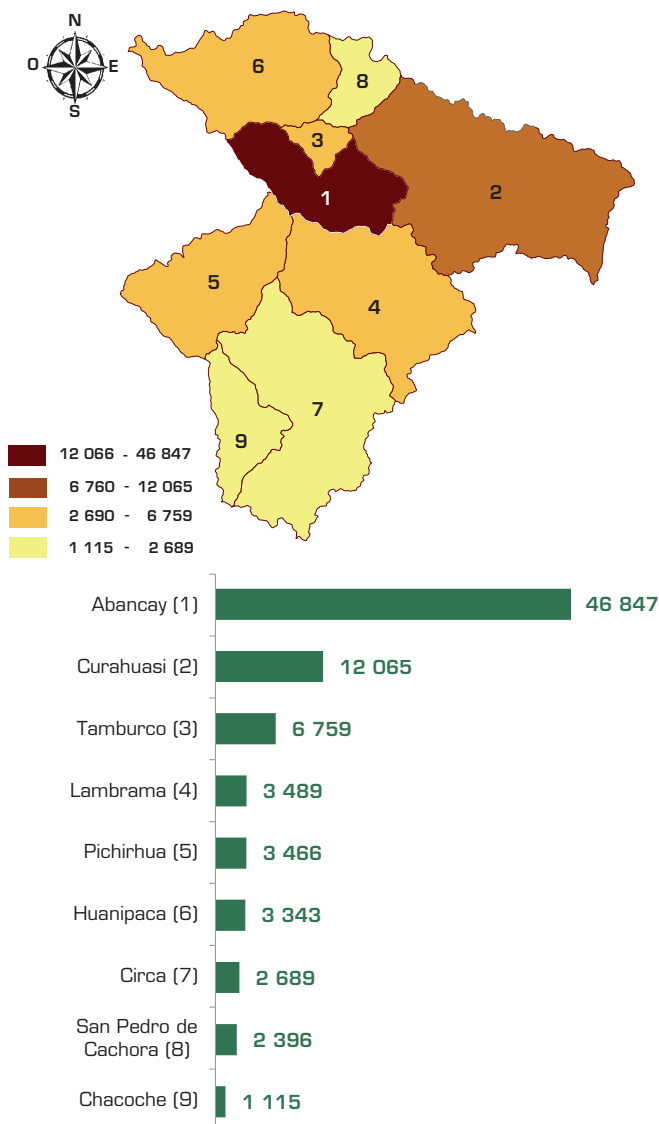 N
O E
S
6
8
3
2
1
5
4
7
9
12 066 - 46 847
6 760 - 12 065
2 690 - 6 759
1 115 - 2 689
Abancay (1) 46 847
Curahuasi (2) 12 065
Tamburco (3) 6 759
Lambrama (4) 3 489
Pichirhua (5) 3 466
Huanipaca (6) 3 343
Circa (7) 2 689
San Pedro de
Cachora (8) 2 396
Chacoche (9) 1 115